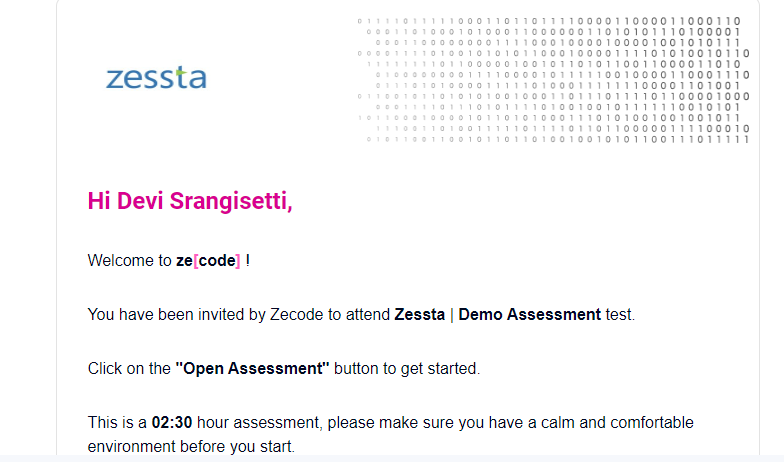 zessta
Hi Devi Srangisetti,
Welcome to ze[code] !
You have been invited by Zecode to attend Zessta | Demo Assessment test.
Click on the "Open Assessment" button to get started.
This is a 02:30 hour assessment, please make sure you have a calm and comfortable
environment before you start.